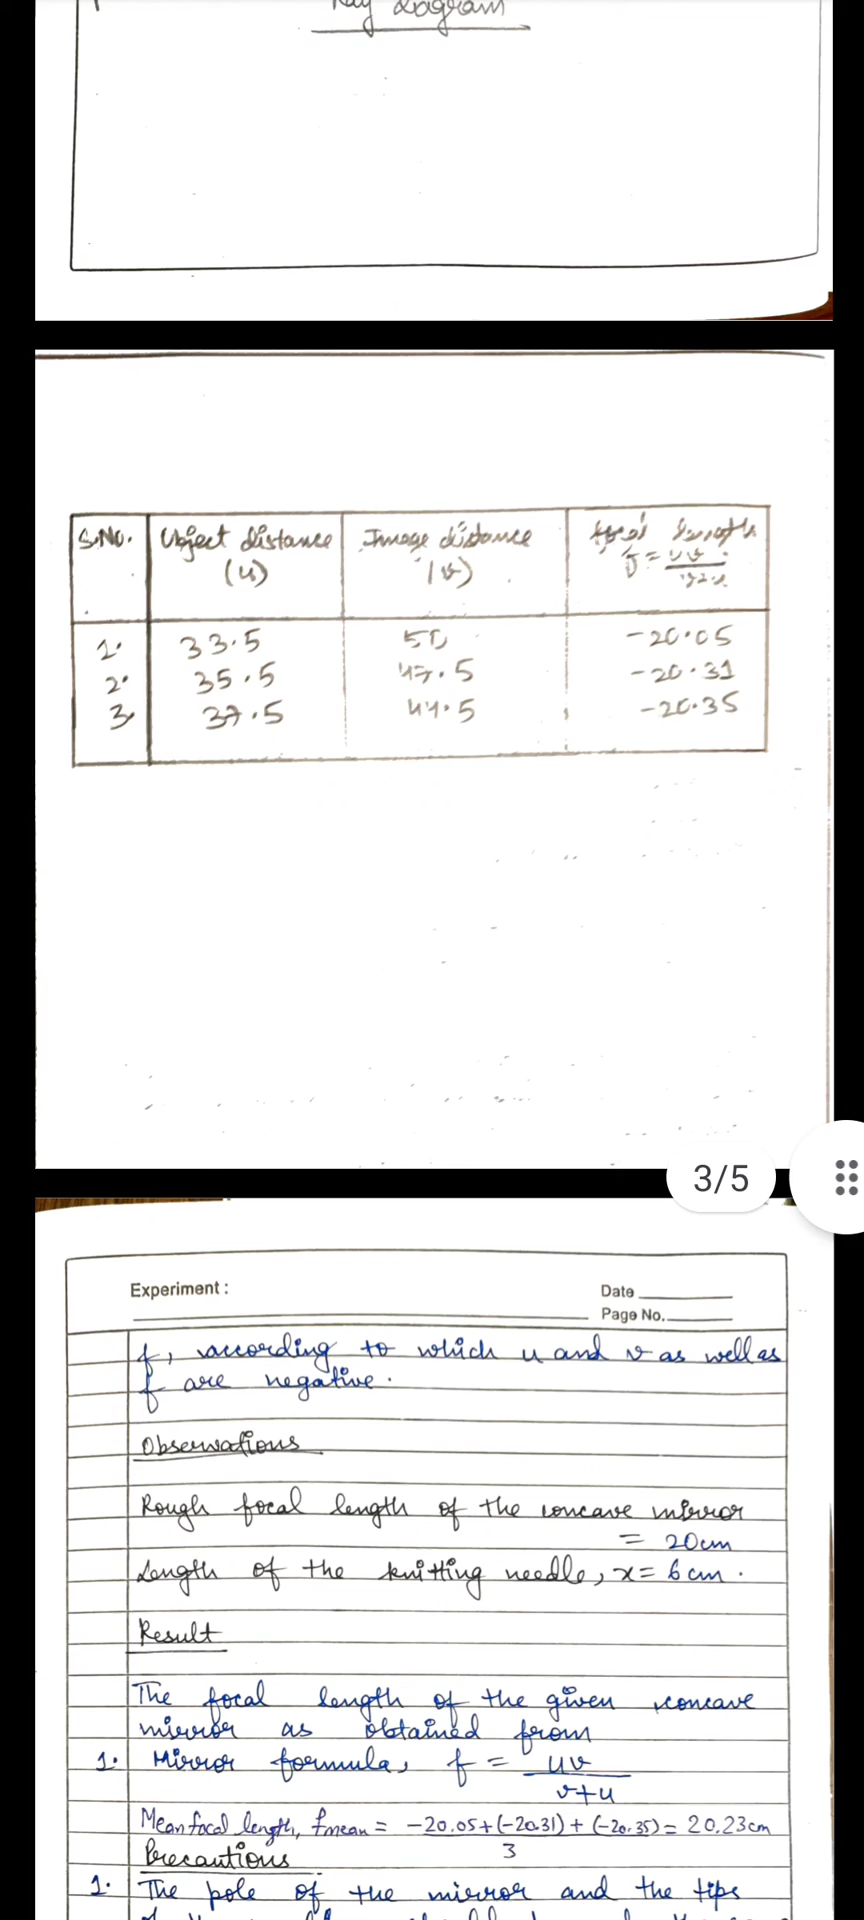 Ray Diagram
S.No. Object distance (u) Image distance (v) focal length f = uv / v+u
1. 33.5 50 -20.05
2. 35.5 47.5 -20.31
3. 37.5 44.5 -20.35
3/5
Experiment :
Date
Page No.
f, according to which u and v as well as
f are negative.
Observations
Rough focal length of the concave mirror
= 20cm
Length of the knitting needle, x = 6 cm.
Result
The focal length of the given concave
mirror as obtained from
1. Mirror formula, f = uv / v+u
Mean focal length, fmean = -20.05+(-20.31)+(-20.35) / 3 = 20.23cm
Precautions
1. The pole of the mirror and the tips